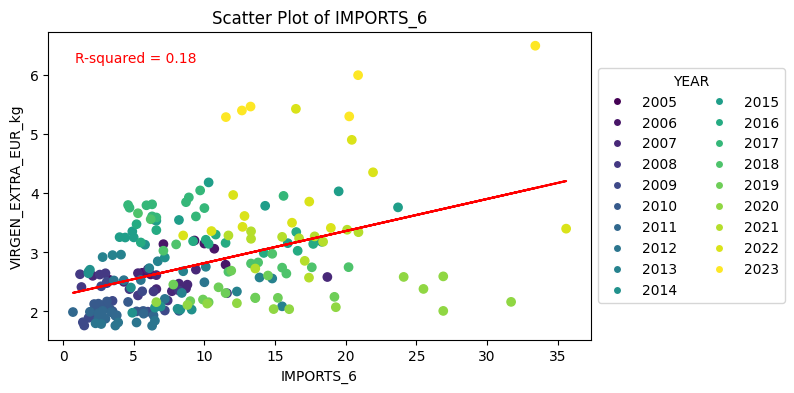 Scatter Plot of IMPORTS_6
R-squared = 0.18
VIRGEN_EXTRA_EUR_kg
6
5
4
3
2
0 5 10 15 20 25 30 35
IMPORTS_6
YEAR
2005 2015
2006 2016
2007 2017
2008 2018
2009 2019
2010 2020
2011 2021
2012 2022
2013 2023
2014